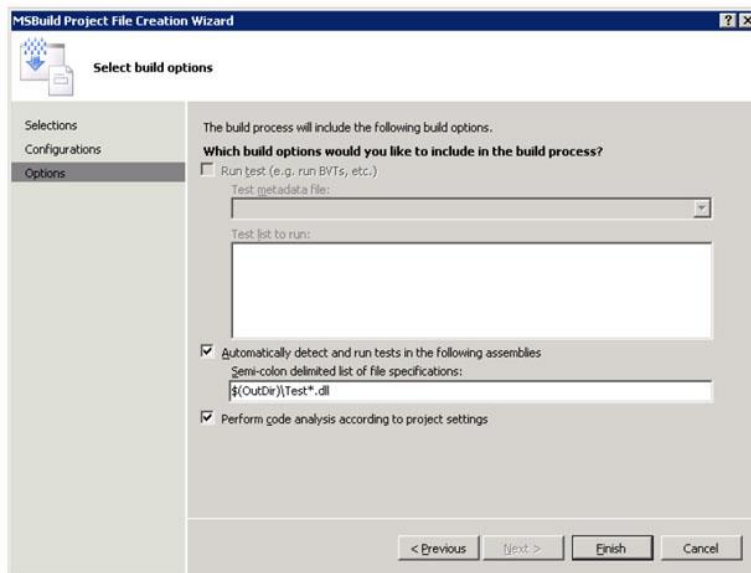 MSBuild Project File Creation Wizard
Select build options
Selections
Configurations
Options
The build process will include the following build options.
Which build options would you like to include in the build process?
Run test (e.g. run BVTs, etc.)
Test metadata file:
Test list to run:
Automatically detect and run tests in the following assemblies
Semi-colon delimited list of file specifications:
$(OutDir)\Test*.dll
Perform code analysis according to project settings
< Previous
Next >
Finish
Cancel